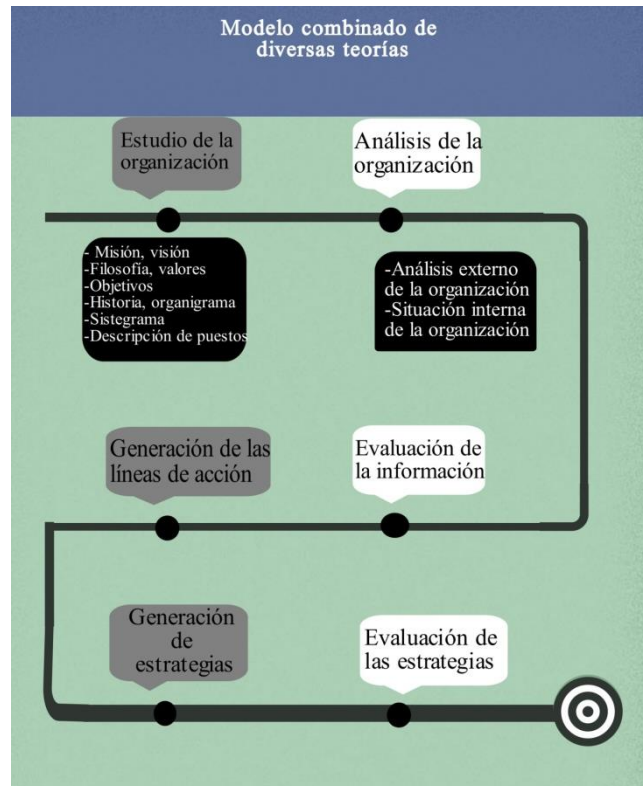 Modelo combinado de
diversas teorías
Estudio de la
organización
Análisis de la
organización
- Misión, visión
-Filosofía, valores
-Objetivos
-Historia, organigrama
-Sistegrama
-Descripción de puestos
-Análisis externo
de la organización
-Situación interna
de la organización
Generación de las
líneas de acción
Evaluación de
la información
Generación
de
estrategias
Evaluación de
las estrategias